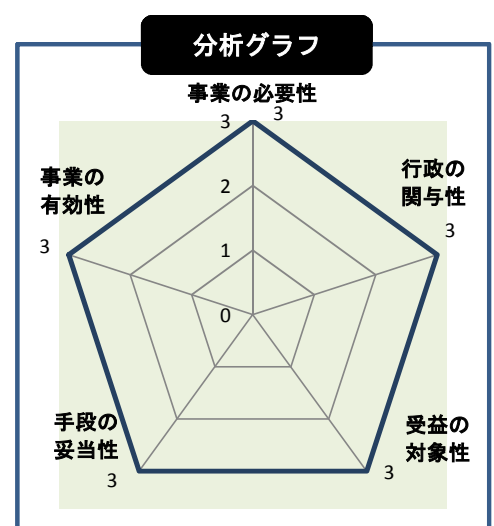 分析グラフ
事業の必要性
3
3
行政の
関与性
3
事業の
有効性
3
2
1
0
手段の
妥当性
3
受益の
対象性
3